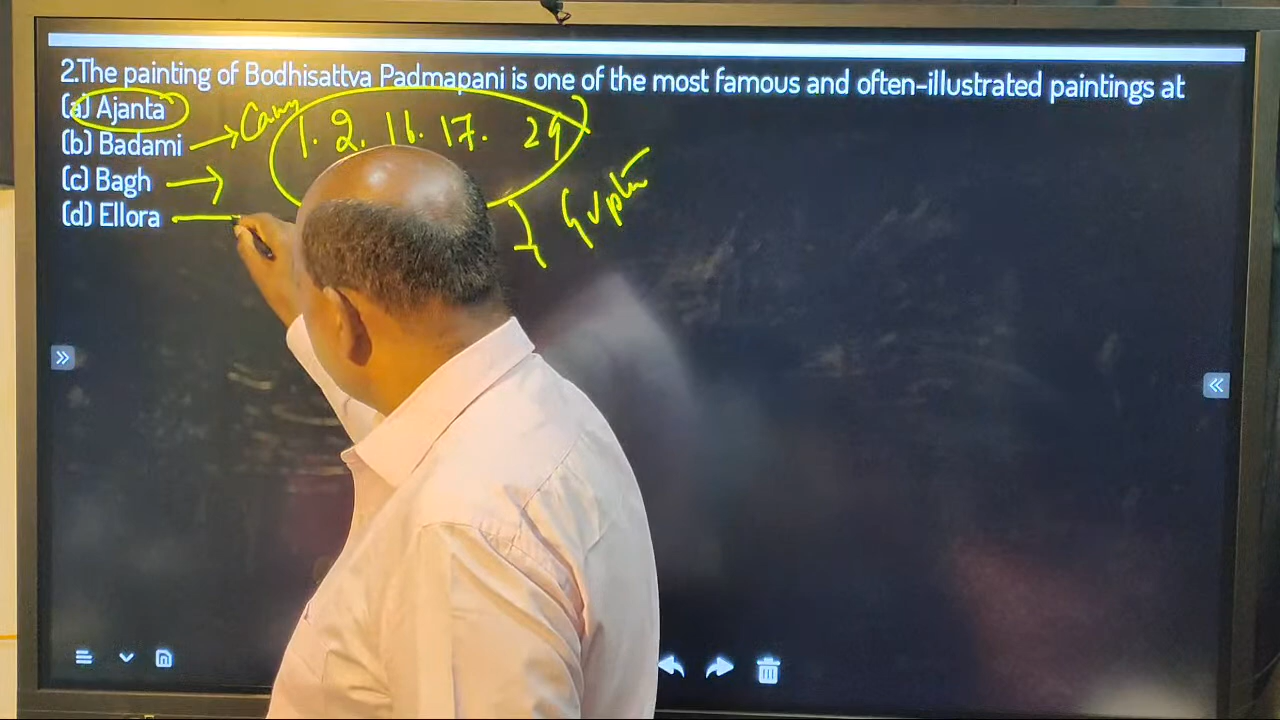 2.The painting of Bodhisattva Padmapani is one of the most famous and often-illustrated paintings at
(a) Ajanta
(b) Badami
(c) Bagh
(d) Ellora
1. 2. 16. 17. 29
Gupta